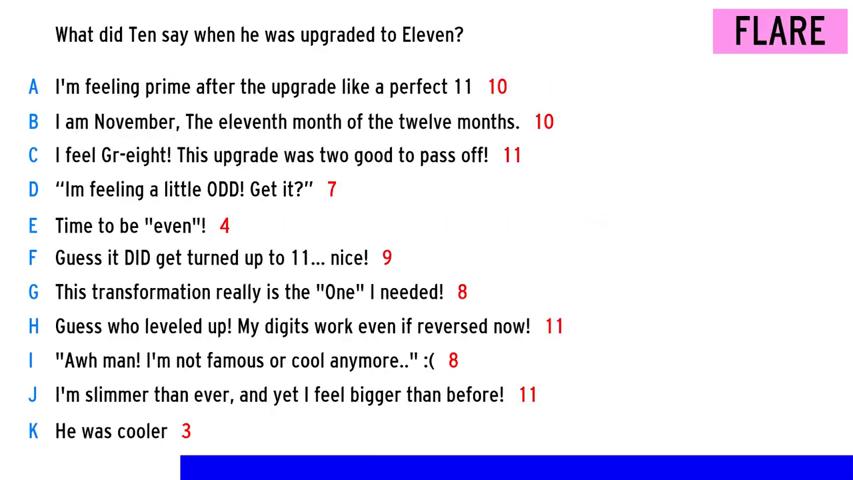 What did Ten say when he was upgraded to Eleven?
FLARE
A I'm feeling prime after the upgrade like a perfect 11 10
B I am November, The eleventh month of the twelve months. 10
C I feel Gr-eight! This upgrade was two good to pass off! 11
D “Im feeling a little ODD! Get it?” 7
E Time to be "even"! 4
F Guess it DID get turned up to 11... nice! 9
G This transformation really is the "One" I needed! 8
H Guess who leveled up! My digits work even if reversed now! 11
I "Awh man! I'm not famous or cool anymore.." :( 8
J I'm slimmer than ever, and yet I feel bigger than before! 11
K He was cooler 3